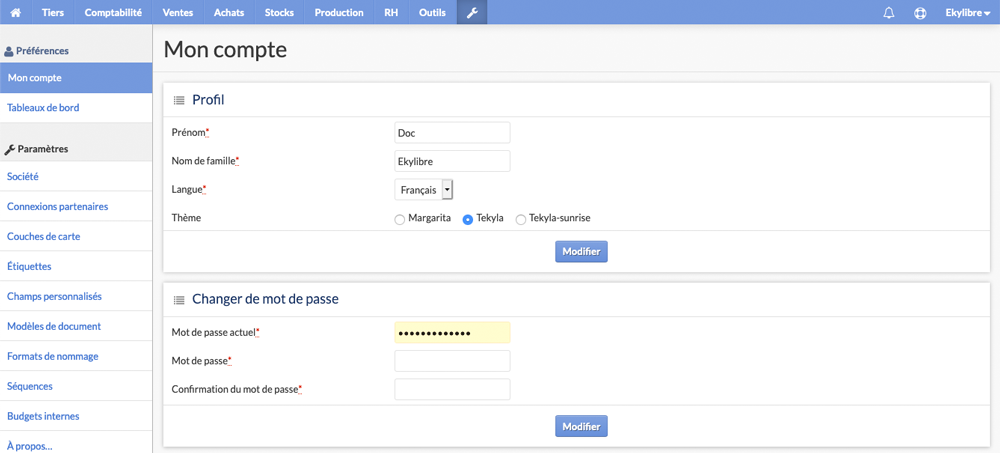 Tiers Comptabilité Ventes Achats Stocks Production RH Outils Ekylibre
Préférences
Mon compte
Tableaux de bord
Paramètres
Société
Connexions partenaires
Couches de carte
Étiquettes
Champs personnalisés
Modèles de document
Formats de nommage
Séquences
Budgets internes
À propos...
Mon compte
Profil
Prénom* Doc
Nom de famille* Ekylibre
Langue* Français
Thème Margarita Tekyla Tekyla-sunrise
Modifier
Changer de mot de passe
Mot de passe actuel* •••••••••••••
Mot de passe*
Confirmation du mot de passe*
Modifier